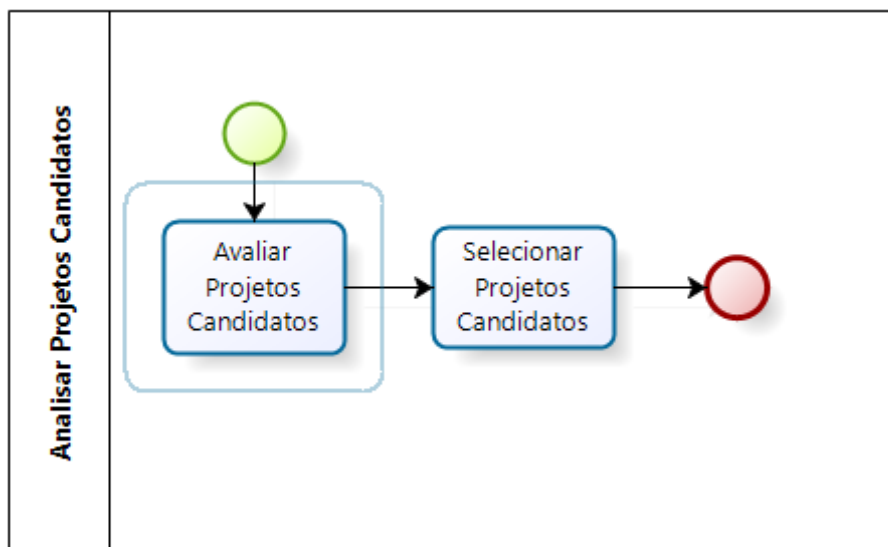 Analisar Projetos Candidatos
Avaliar
Projetos
Candidatos
Selecionar
Projetos
Candidatos